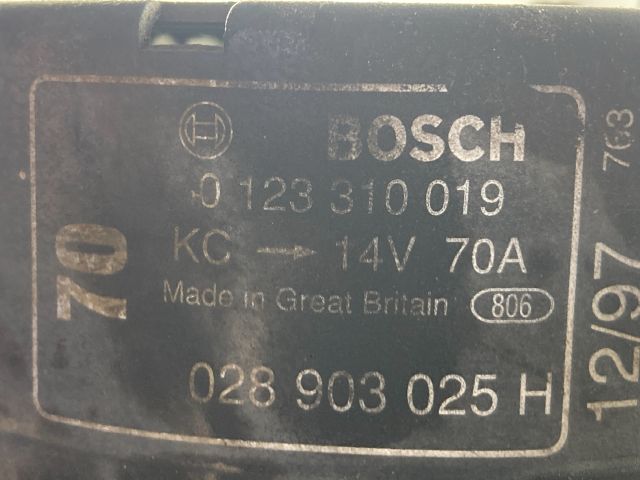 BOSCH
0 123 310 019
KC → 14V 70A
Made in Great Britain 806
028 903 025 H
70
12/97
763